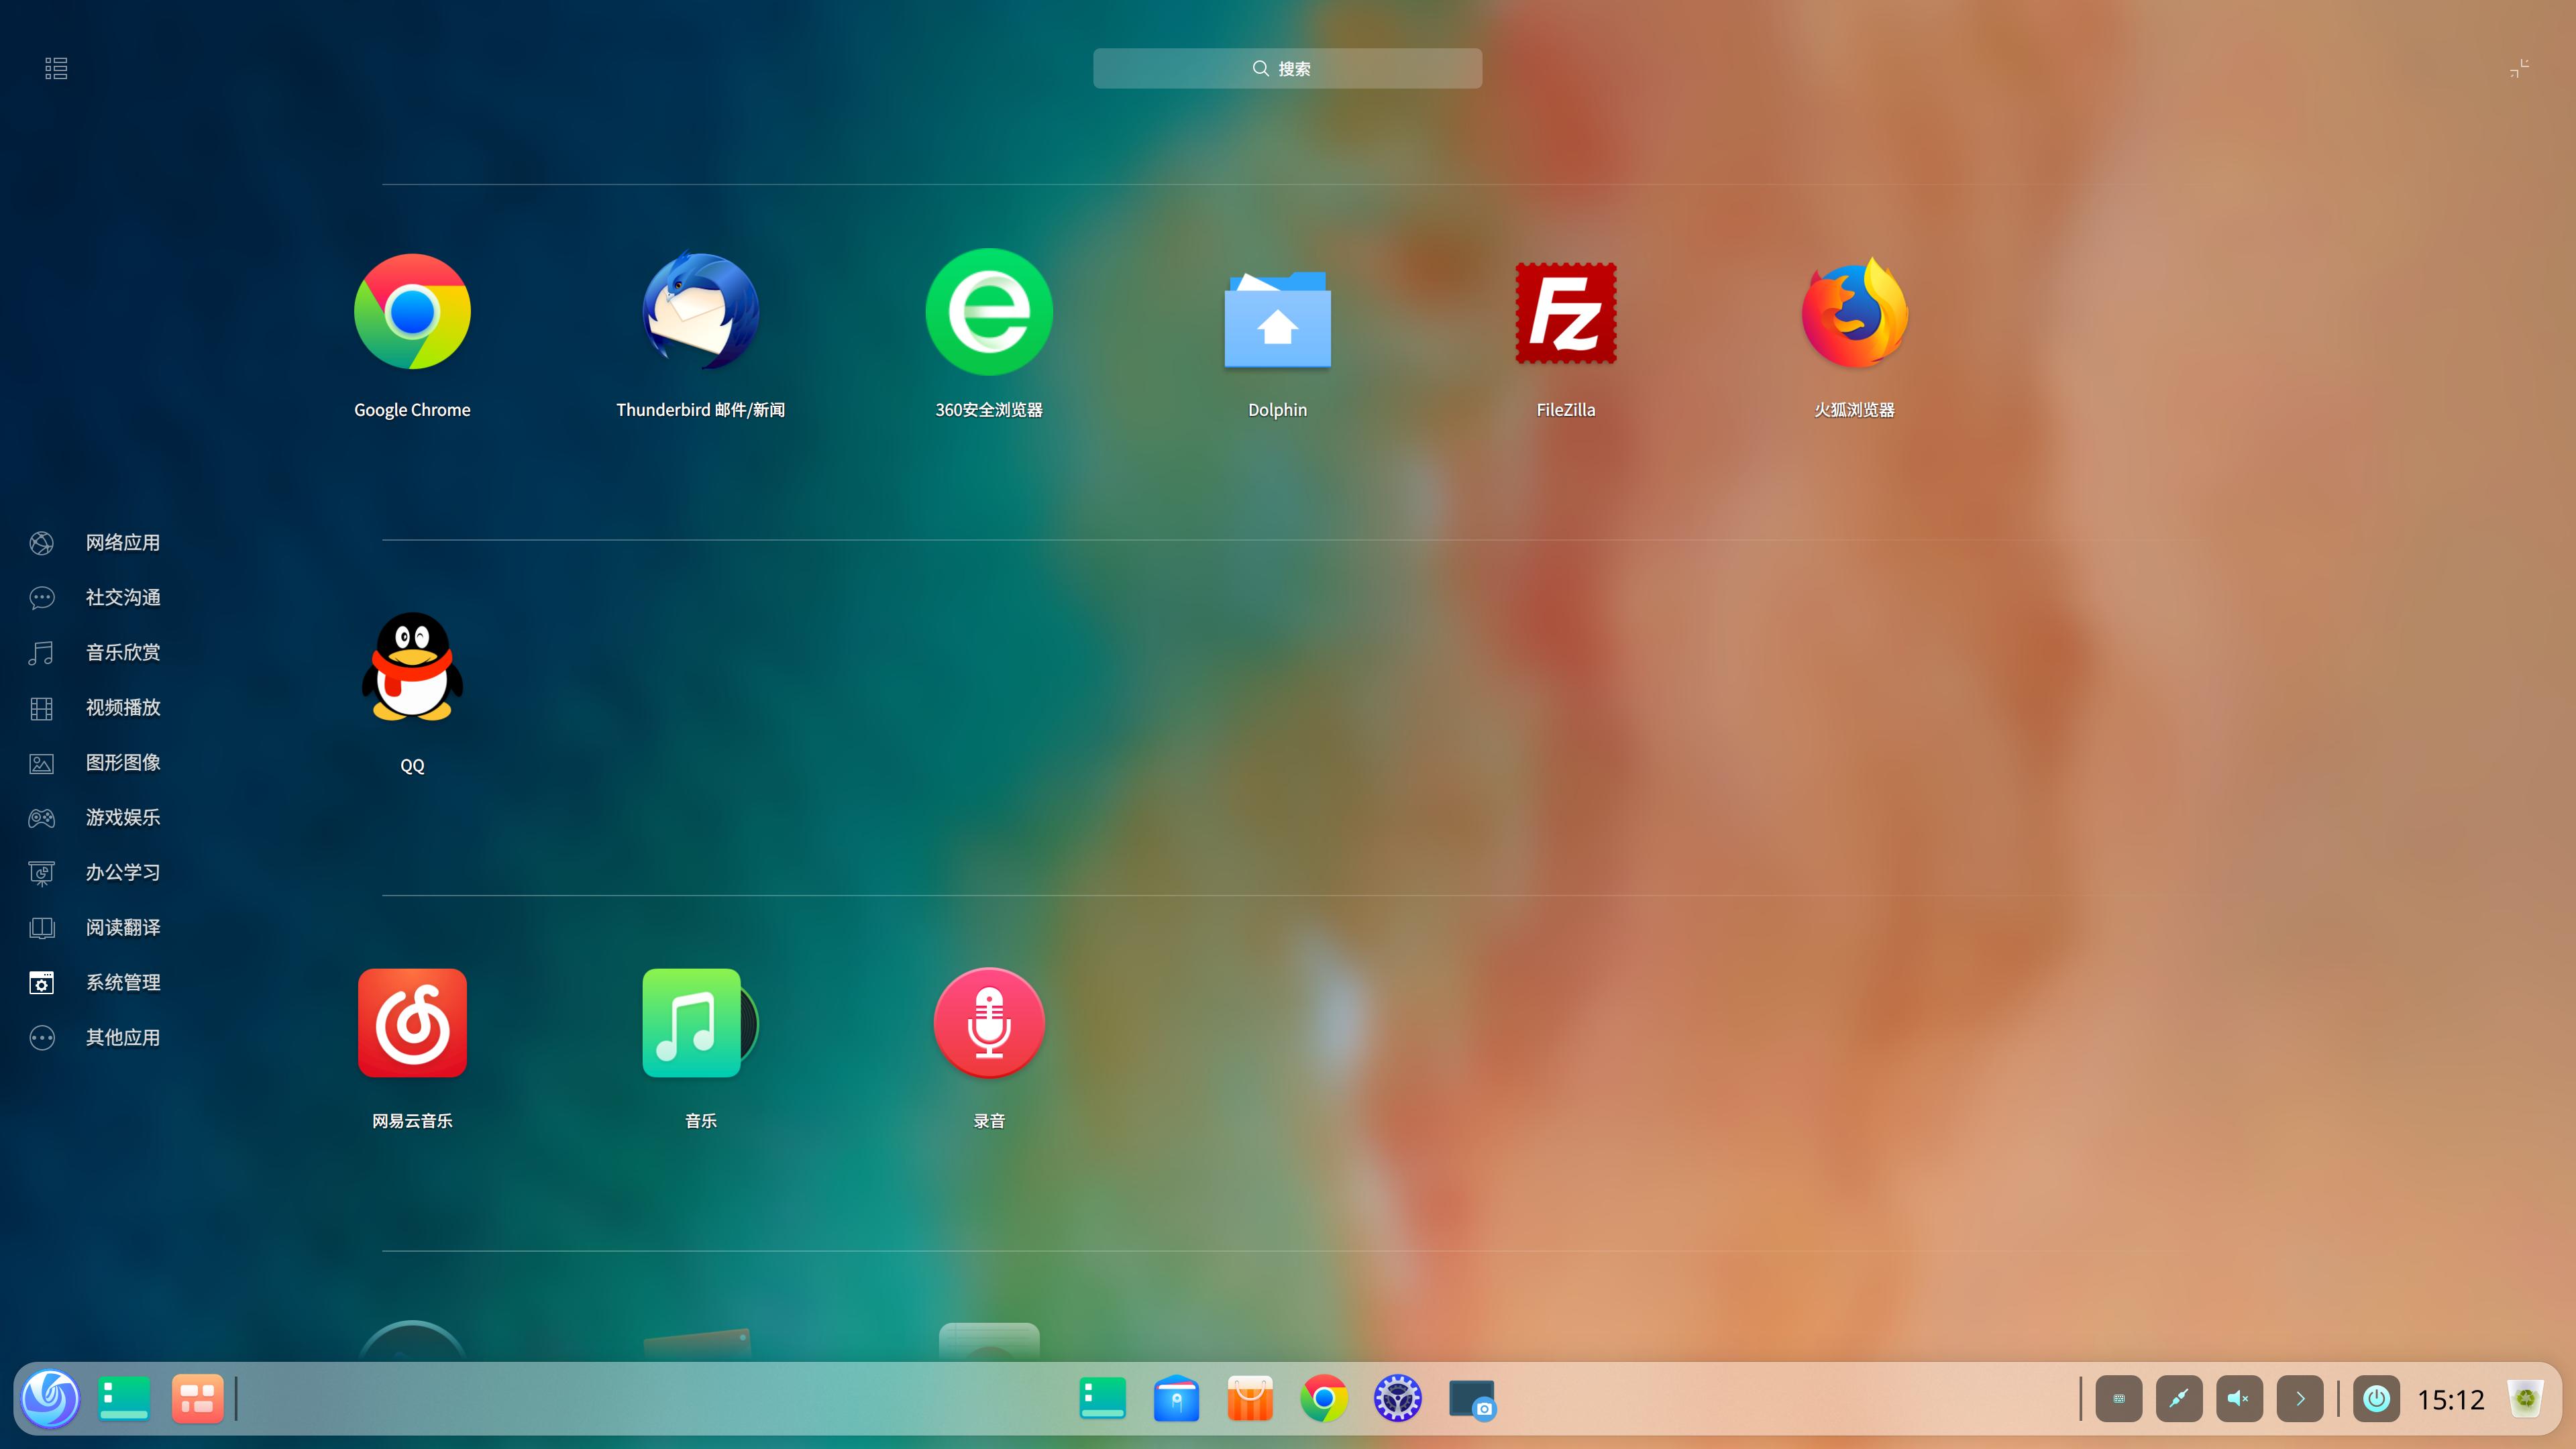 搜索
Google Chrome
Thunderbird 邮件/新闻
360安全浏览器
Dolphin
FileZilla
火狐浏览器
网络应用
社交沟通
音乐欣赏
视频播放
图形图像
游戏娱乐
办公学习
阅读翻译
系统管理
其他应用
QQ
网易云音乐
音乐
录音
15:12